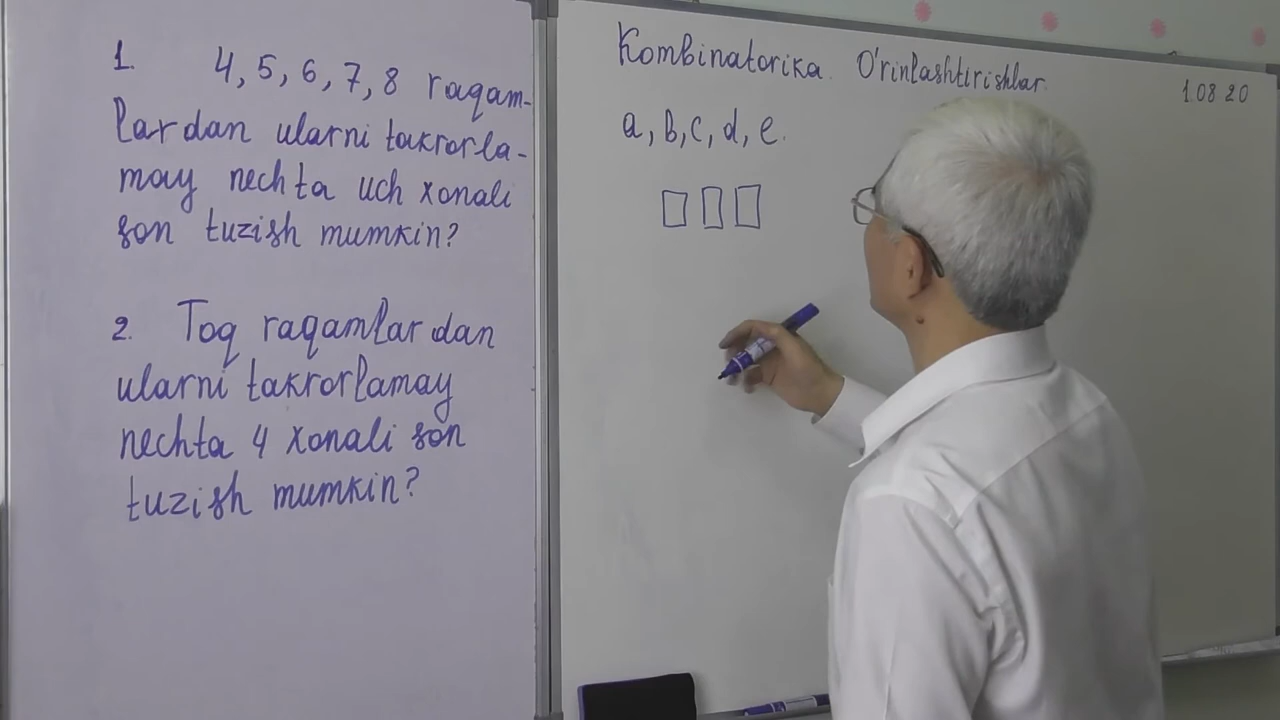 1. 4, 5, 6, 7, 8 raqam-
lardan ularni takrorla-
may nechta uch xonali
son tuzish mumkin?
2. Toq raqamlardan
ularni takrorlamay
nechta 4 xonali son
tuzish mumkin?
Kombinatorika. O'rinlashtirishlar.
1.08 20
a, b, c, d, e.